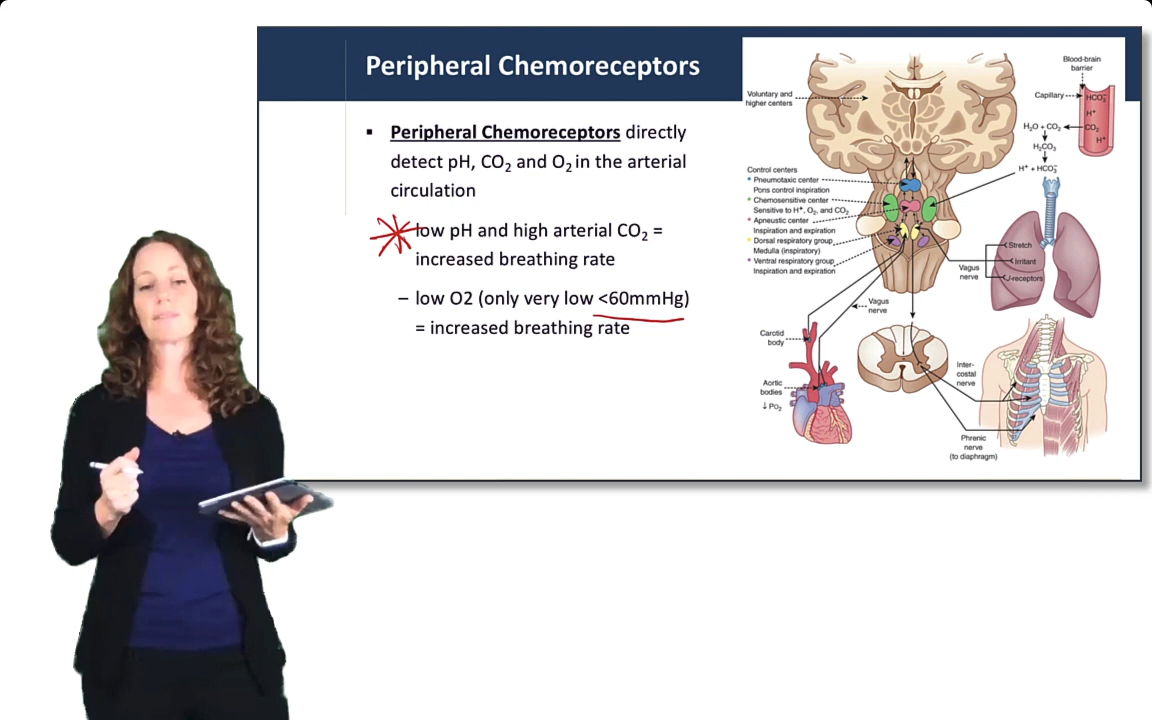 Peripheral Chemoreceptors
▪ Peripheral Chemoreceptors directly
detect pH, CO₂ and O₂ in the arterial
circulation
low pH and high arterial CO₂ =
increased breathing rate
– low O2 (only very low <60mmHg)
= increased breathing rate
Voluntary and
higher centers
Blood-brain
barrier
Capillary
HCO₃⁻
H⁺
CO₂
H⁺
H₂O + CO₂
H₂CO₃
H⁺ + HCO₃⁻
Control centers
Pneumotaxic center
Pons control inspiration
Chemosensitive center
Sensitive to H⁺, O₂, and CO₂
Apneustic center
Inspiration and expiration
Dorsal respiratory group
Medulla (inspiratory)
Ventral respiratory group
Inspiration and expiration
Stretch
Irritant
J-receptors
Vagus
nerve
Vagus
nerve
Carotid
body
Aortic
bodies
↓ PO₂
Inter-
costal
nerve
Phrenic
nerve
(to diaphragm)